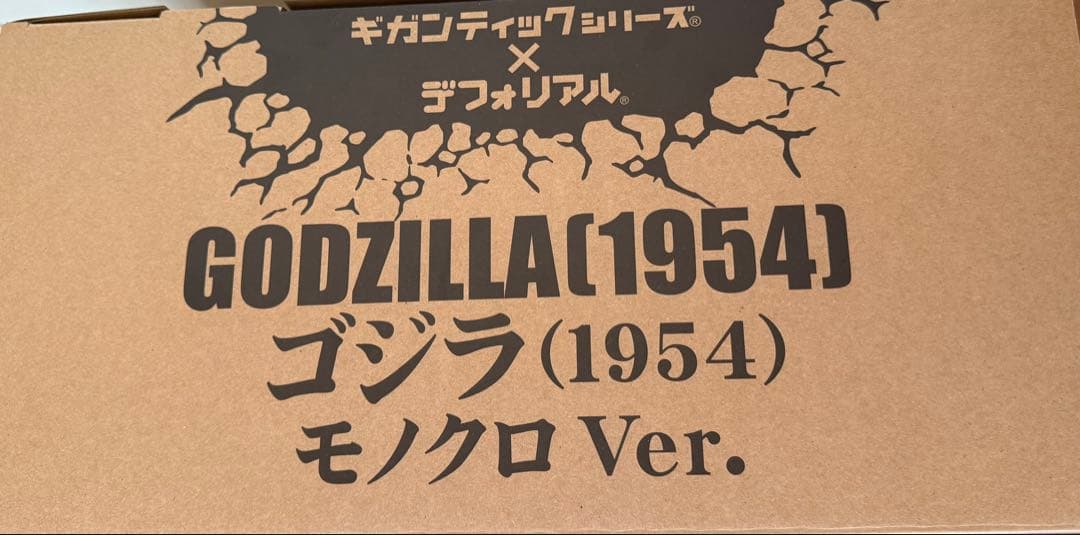 ギガンティックシリーズ®
×
デフォリアル®
GODZILLA(1954)
ゴジラ(1954)
モノクロ Ver.